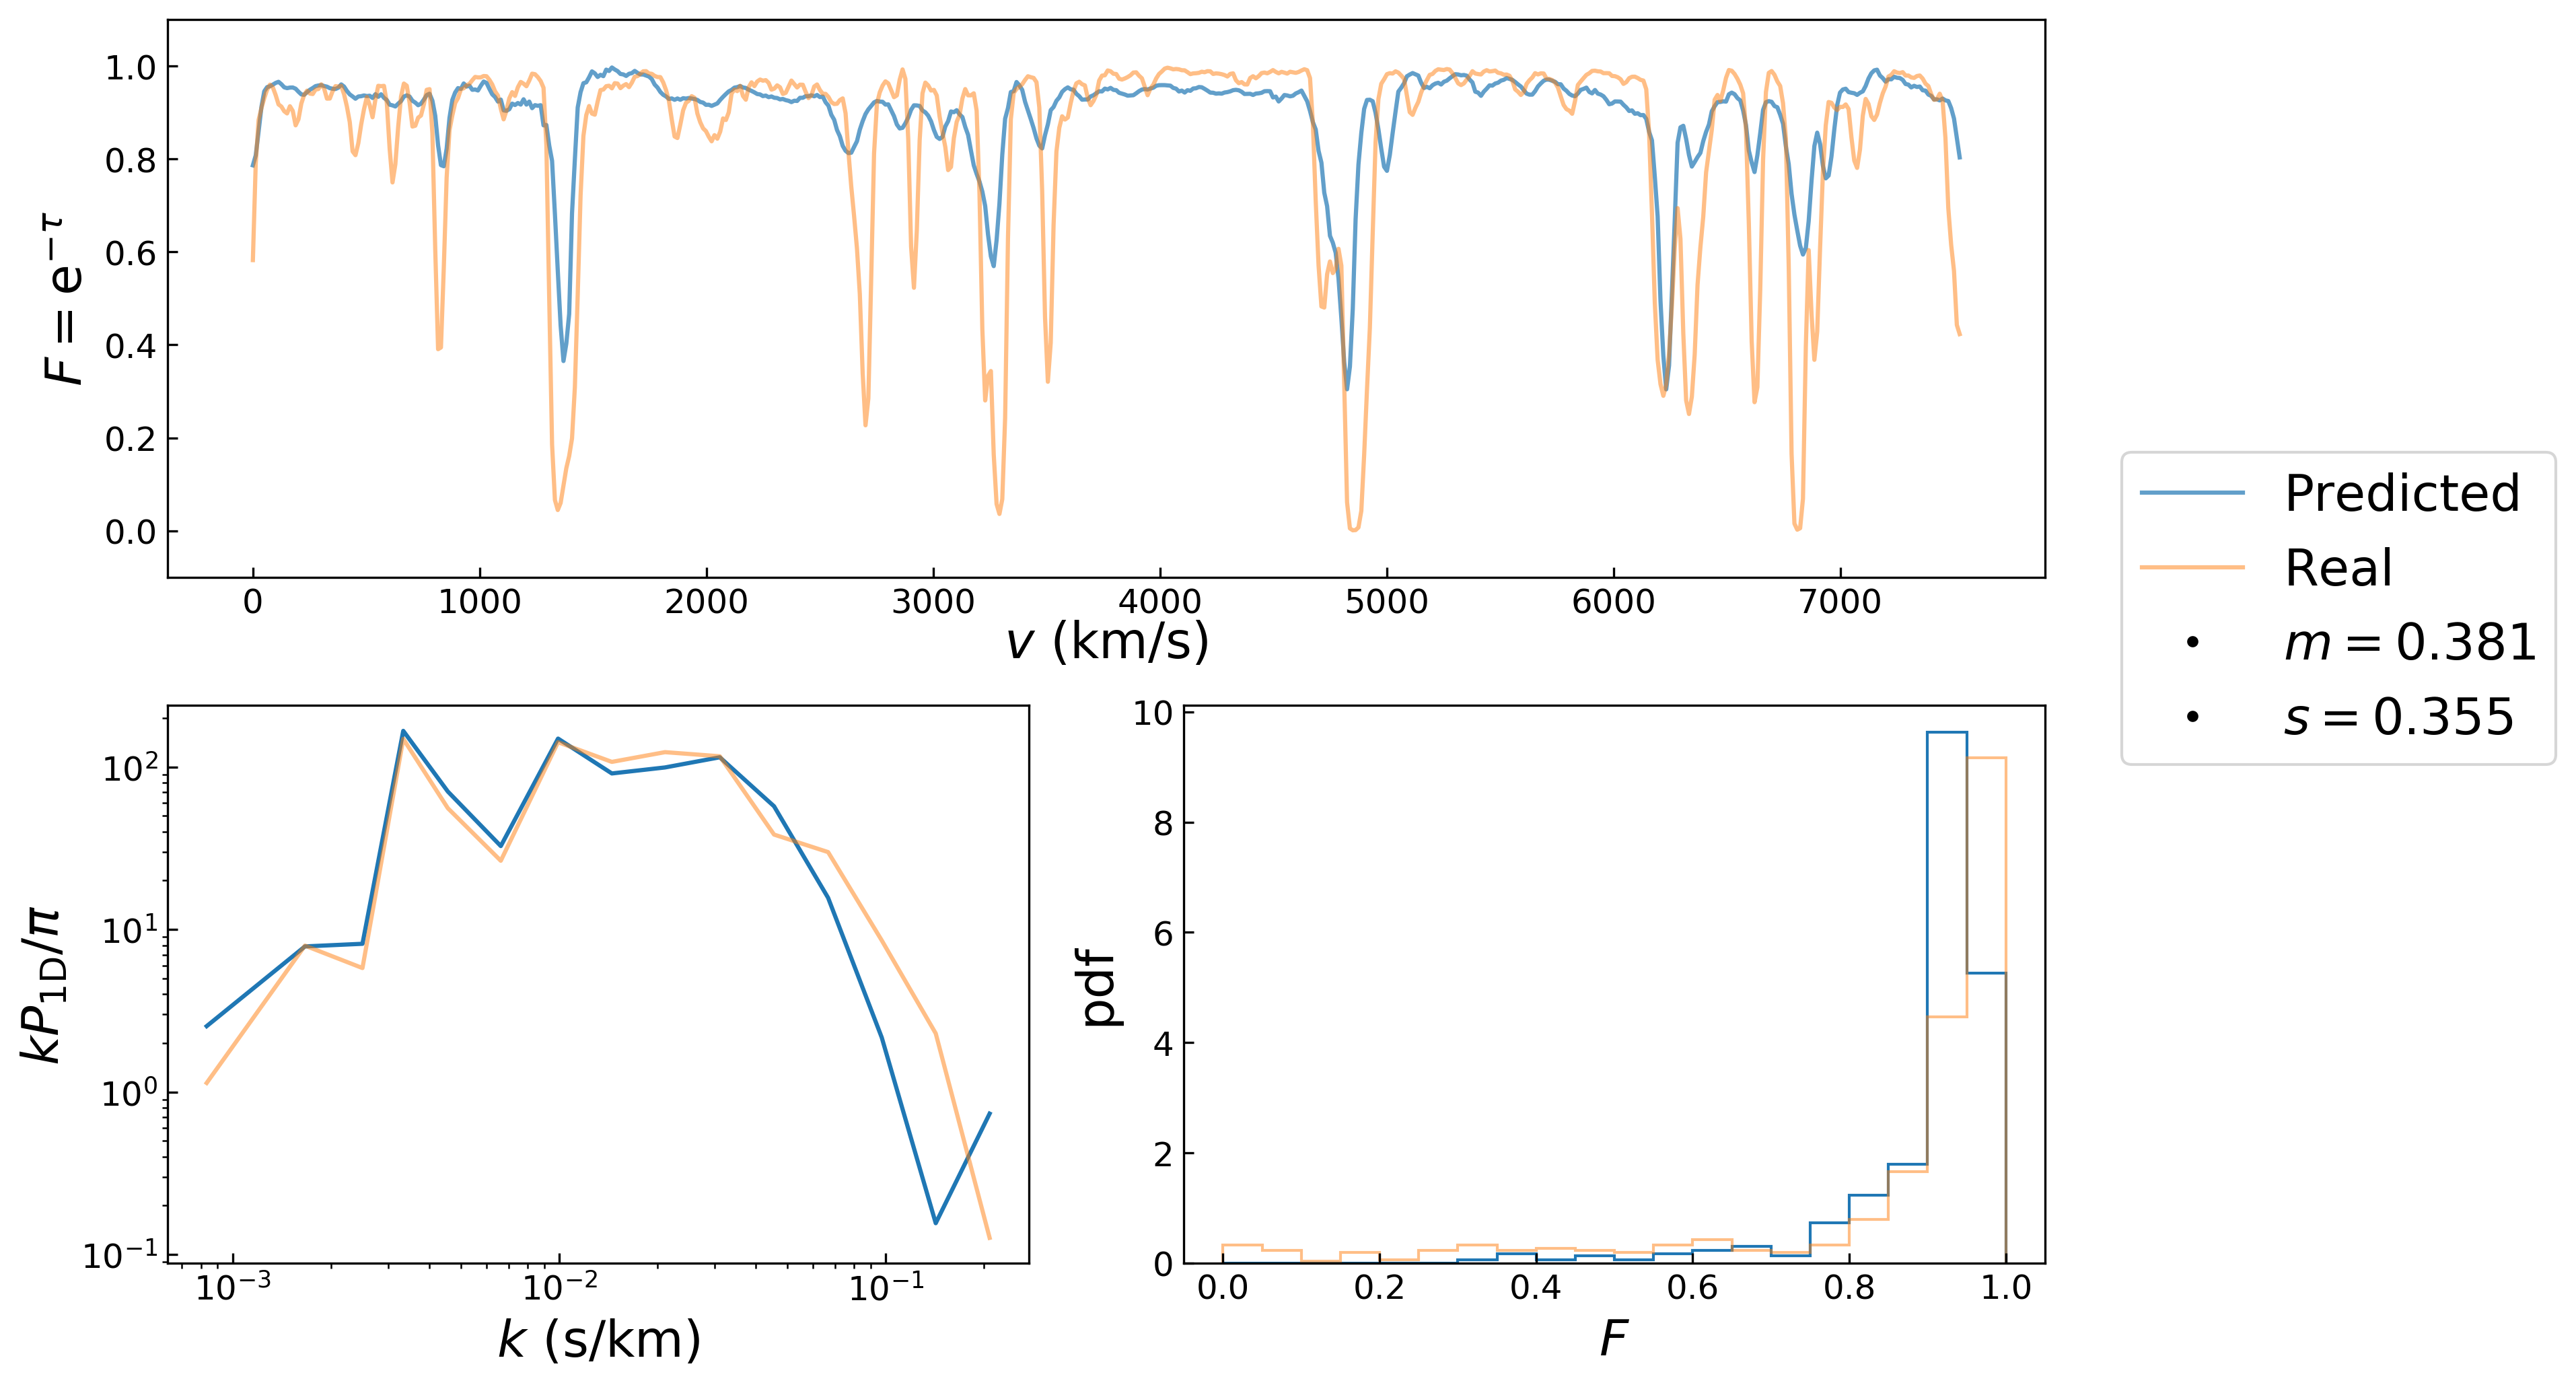 1.0
0.8
0.6
0.4
0.2
0.0
F = e^{−τ}
0 1000 2000 3000 4000 5000 6000 7000
v (km/s)
Predicted
Real
m = 0.381
s = 0.355
10^2
10^1
10^0
10^{−1}
kP_{1D}/π
10^{−3} 10^{−2} 10^{−1}
k (s/km)
10
8
6
4
2
0
pdf
0.0 0.2 0.4 0.6 0.8 1.0
F